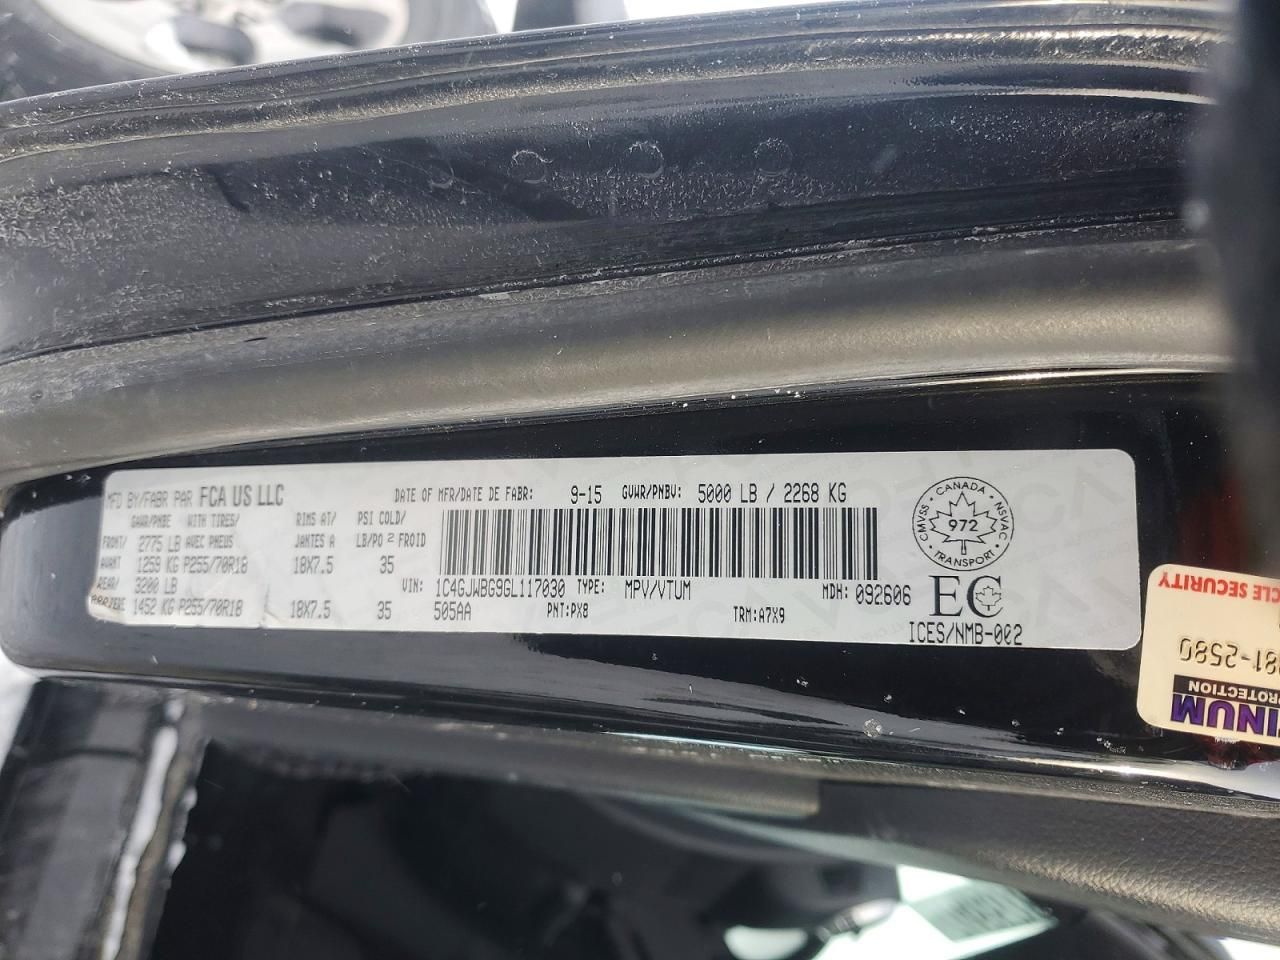 MFD BY/FABR PAR FCA US LLC DATE OF MFR/DATE DE FABR: 9-15 GVWR/PNBV: 5000 LB / 2268 KG
GAWR/PNBE WITH TIRES/ RIMS AT/ PSI COLD/
FRONT/ 2775 LB AVEC PNEUS JANTES A LB/PO2 FROID
AVANT 1259 KG P255/70R18 18X7.5 35
REAR/ 3200 LB VIN: 1C4GJWBG9GL117030 TYPE: MPV/VTUM MDH: 092606
ARRIERE 1452 KG P255/70R18 18X7.5 35 505AA PNT:PX8 TRM:A7X9
CANADA
CMVSS 972 NSVAC
TRANSPORT
EC
ICES/NMB-002
CLE SECURITY
81-2580
ROTECTION
INUM